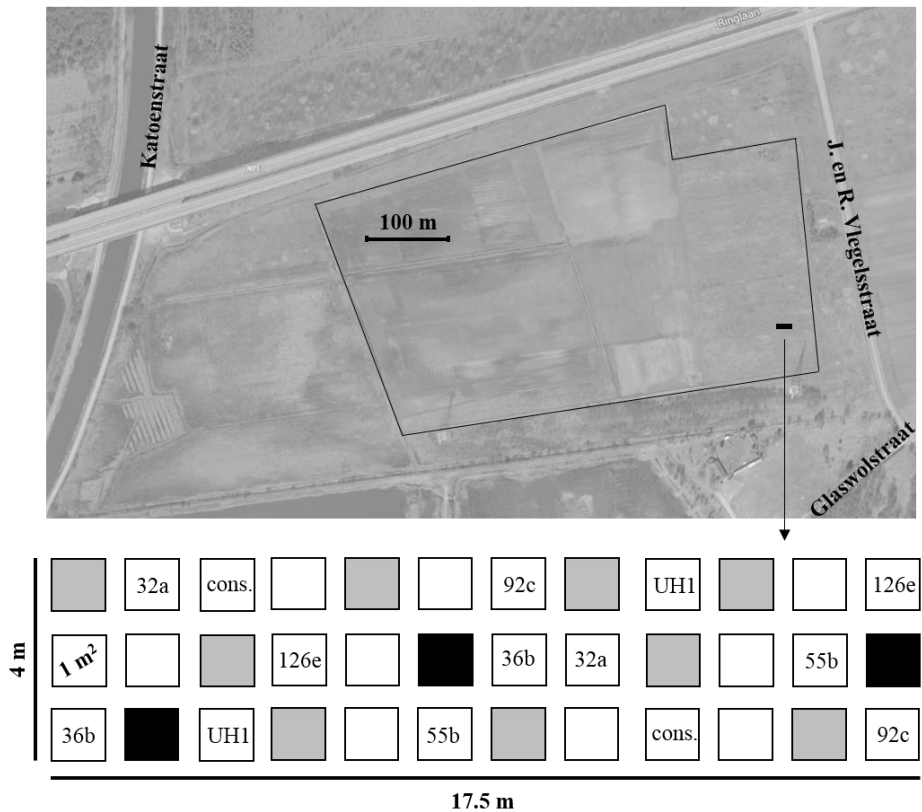 Ringlaan
Katoenstraat
N71
J. en R. Vlegelsstraat
100 m
Glaswolstraat
32a cons. 92c UH1 126e
4 m
1 m² 126e 36b 32a 55b
36b UH1 55b cons. 92c
17.5 m